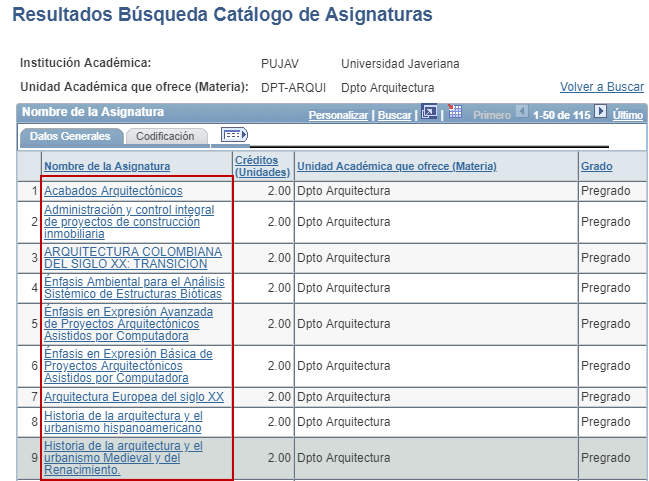 Resultados Búsqueda Catálogo de Asignaturas
Institución Académica: PUJAV Universidad Javeriana
Unidad Académica que ofrece (Materia): DPT-ARQUI Dpto Arquitectura Volver a Buscar
Nombre de la Asignatura Personalizar | Buscar | | Primero 1-50 de 115 Último
Datos Generales Codificación
Nombre de la Asignatura Créditos (Unidades) Unidad Académica que ofrece (Materia) Grado
1 Acabados Arquitectónicos 2.00 Dpto Arquitectura Pregrado
2 Administración y control integral
de proyectos de construcción
inmobiliaria 2.00 Dpto Arquitectura Pregrado
3 ARQUITECTURA COLOMBIANA
DEL SIGLO XX: TRANSICIÓN 2.00 Dpto Arquitectura Pregrado
4 Énfasis Ambiental para el Análisis
Sistémico de Estructuras Bióticas 2.00 Dpto Arquitectura Pregrado
5 Énfasis en Expresión Avanzada
de Proyectos Arquitectónicos
Asistidos por Computadora 2.00 Dpto Arquitectura Pregrado
6 Énfasis en Expresión Básica de
Proyectos Arquitectónicos
Asistidos por Computadora 2.00 Dpto Arquitectura Pregrado
7 Arquitectura Europea del siglo XX 2.00 Dpto Arquitectura Pregrado
8 Historia de la arquitectura y el
urbanismo hispanoamericano 2.00 Dpto Arquitectura Pregrado
9 Historia de la arquitectura y el
urbanismo Medieval y del
Renacimiento. 2.00 Dpto Arquitectura Pregrado